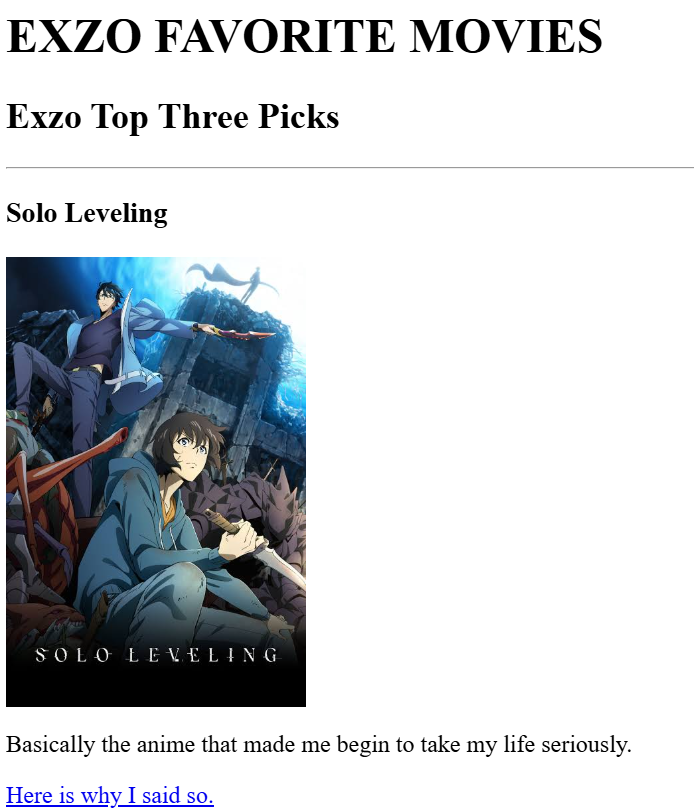 EXZO FAVORITE MOVIES
Exzo Top Three Picks
Solo Leveling
SOLO LEVELING
Basically the anime that made me begin to take my life seriously.
Here is why I said so.